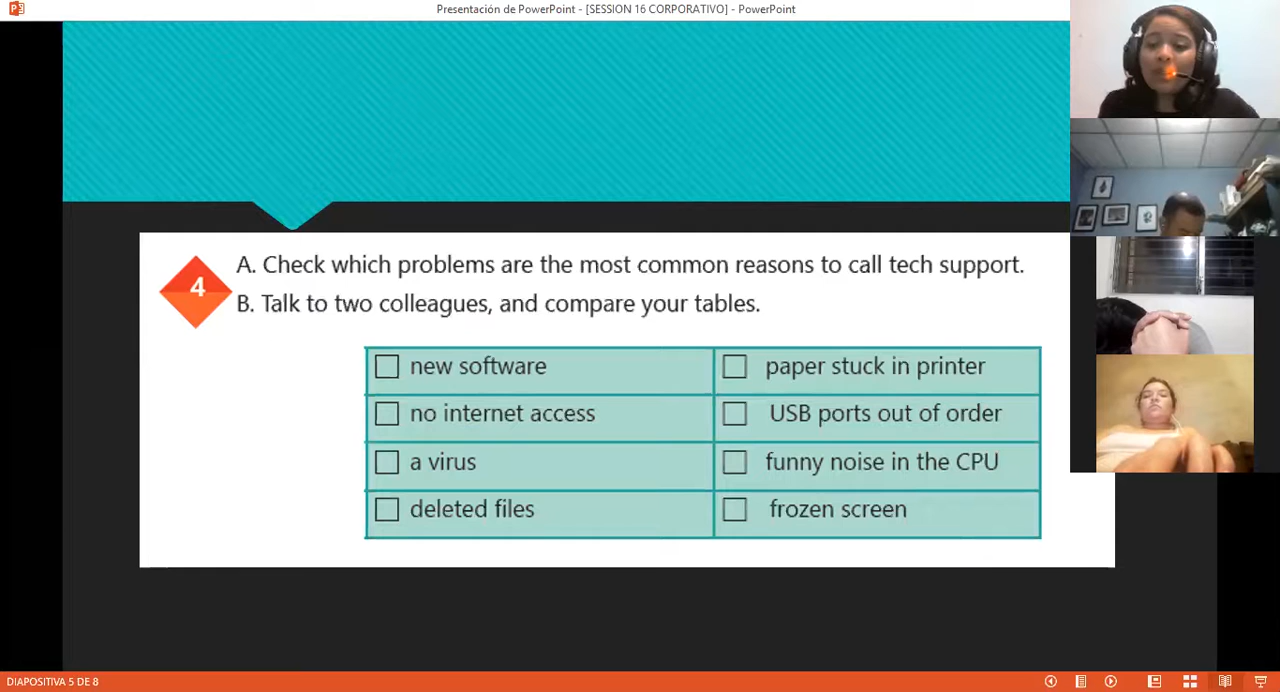 Presentación de PowerPoint - [SESSION 16 CORPORATIVO] - PowerPoint
4
A. Check which problems are the most common reasons to call tech support.
B. Talk to two colleagues, and compare your tables.
new software
paper stuck in printer
no internet access
USB ports out of order
a virus
funny noise in the CPU
deleted files
frozen screen
DIAPOSITIVA 5 DE 8